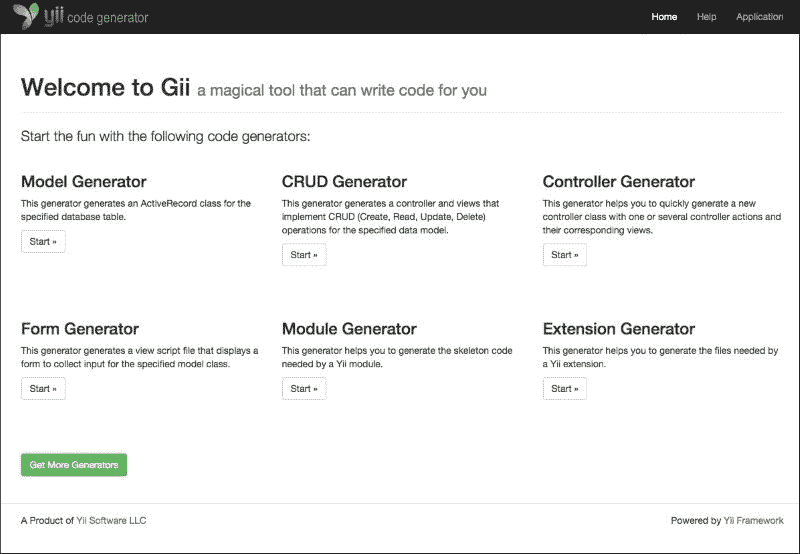 yii code generator
Home Help Application
Welcome to Gii a magical tool that can write code for you
Start the fun with the following code generators:
Model Generator
This generator generates an ActiveRecord class for the
specified database table.
Start »
CRUD Generator
This generator generates a controller and views that
implement CRUD (Create, Read, Update, Delete)
operations for the specified data model.
Start »
Controller Generator
This generator helps you to quickly generate a new
controller class with one or several controller actions and
their corresponding views.
Start »
Form Generator
This generator generates a view script file that displays a
form to collect input for the specified model class.
Start »
Module Generator
This generator helps you to generate the skeleton code
needed by a Yii module.
Start »
Extension Generator
This generator helps you to generate the files needed by
a Yii extension.
Start »
Get More Generators
A Product of Yii Software LLC
Powered by Yii Framework